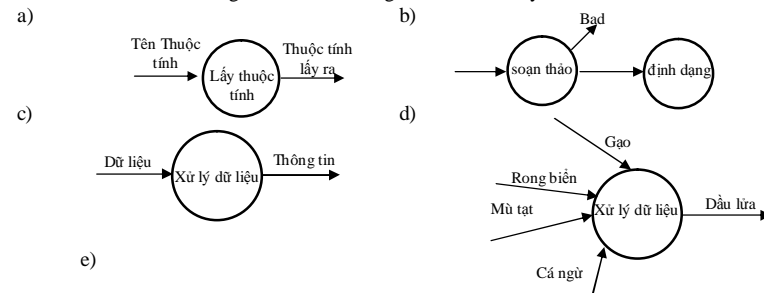 a)
Tên Thuộc
tính
Lấy thuộc
tính
Thuộc tính
lấy ra
b)
Bad
soạn thảo
định dạng
c)
Dữ liệu
Xử lý dữ liệu
Thông tin
d)
Gạo
Rong biển
Mù tạt
Cá ngừ
Xử lý dữ liệu
Dầu lửa
e)